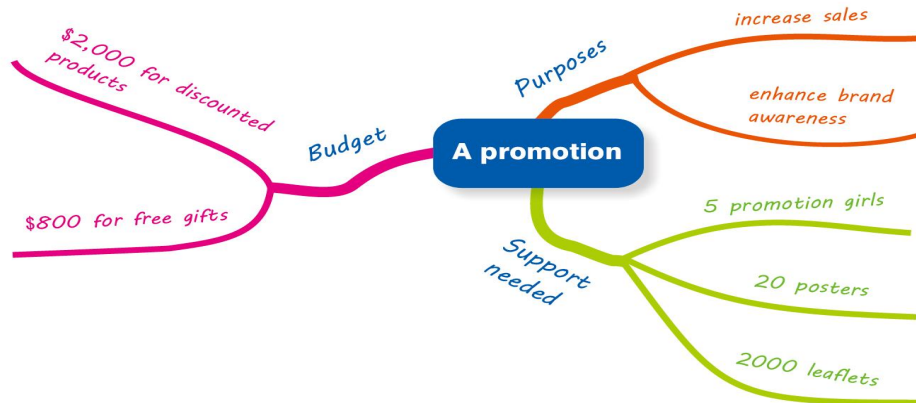 A promotion
Purposes
increase sales
enhance brand
awareness
Support
needed
5 promotion girls
20 posters
2000 leaflets
Budget
$2,000 for discounted
products
$800 for free gifts